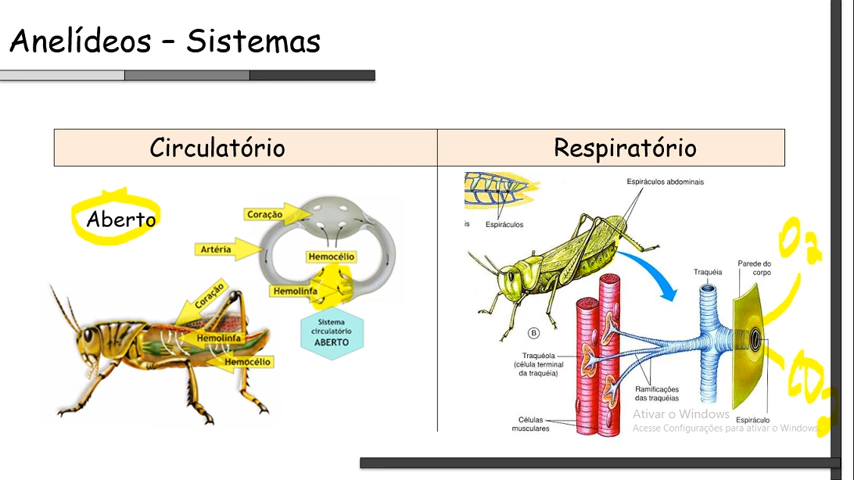 Anelídeos – Sistemas
Circulatório
Respiratório
Aberto
Coração
Artéria
Hemocélio
Hemolinfa
Sistema
circulatório
ABERTO
Coração
Hemolinfa
Hemocélio
is
Espiráculos
Espiráculos abdominais
B
Traquéia
Parede do
corpo
O2
CO2
Traquéola
(célula terminal
da traquéia)
Ramificações
das traquéias
Células
musculares
Espiráculo
Ativar o Windows
Acesse Configurações para ativar o Windows.